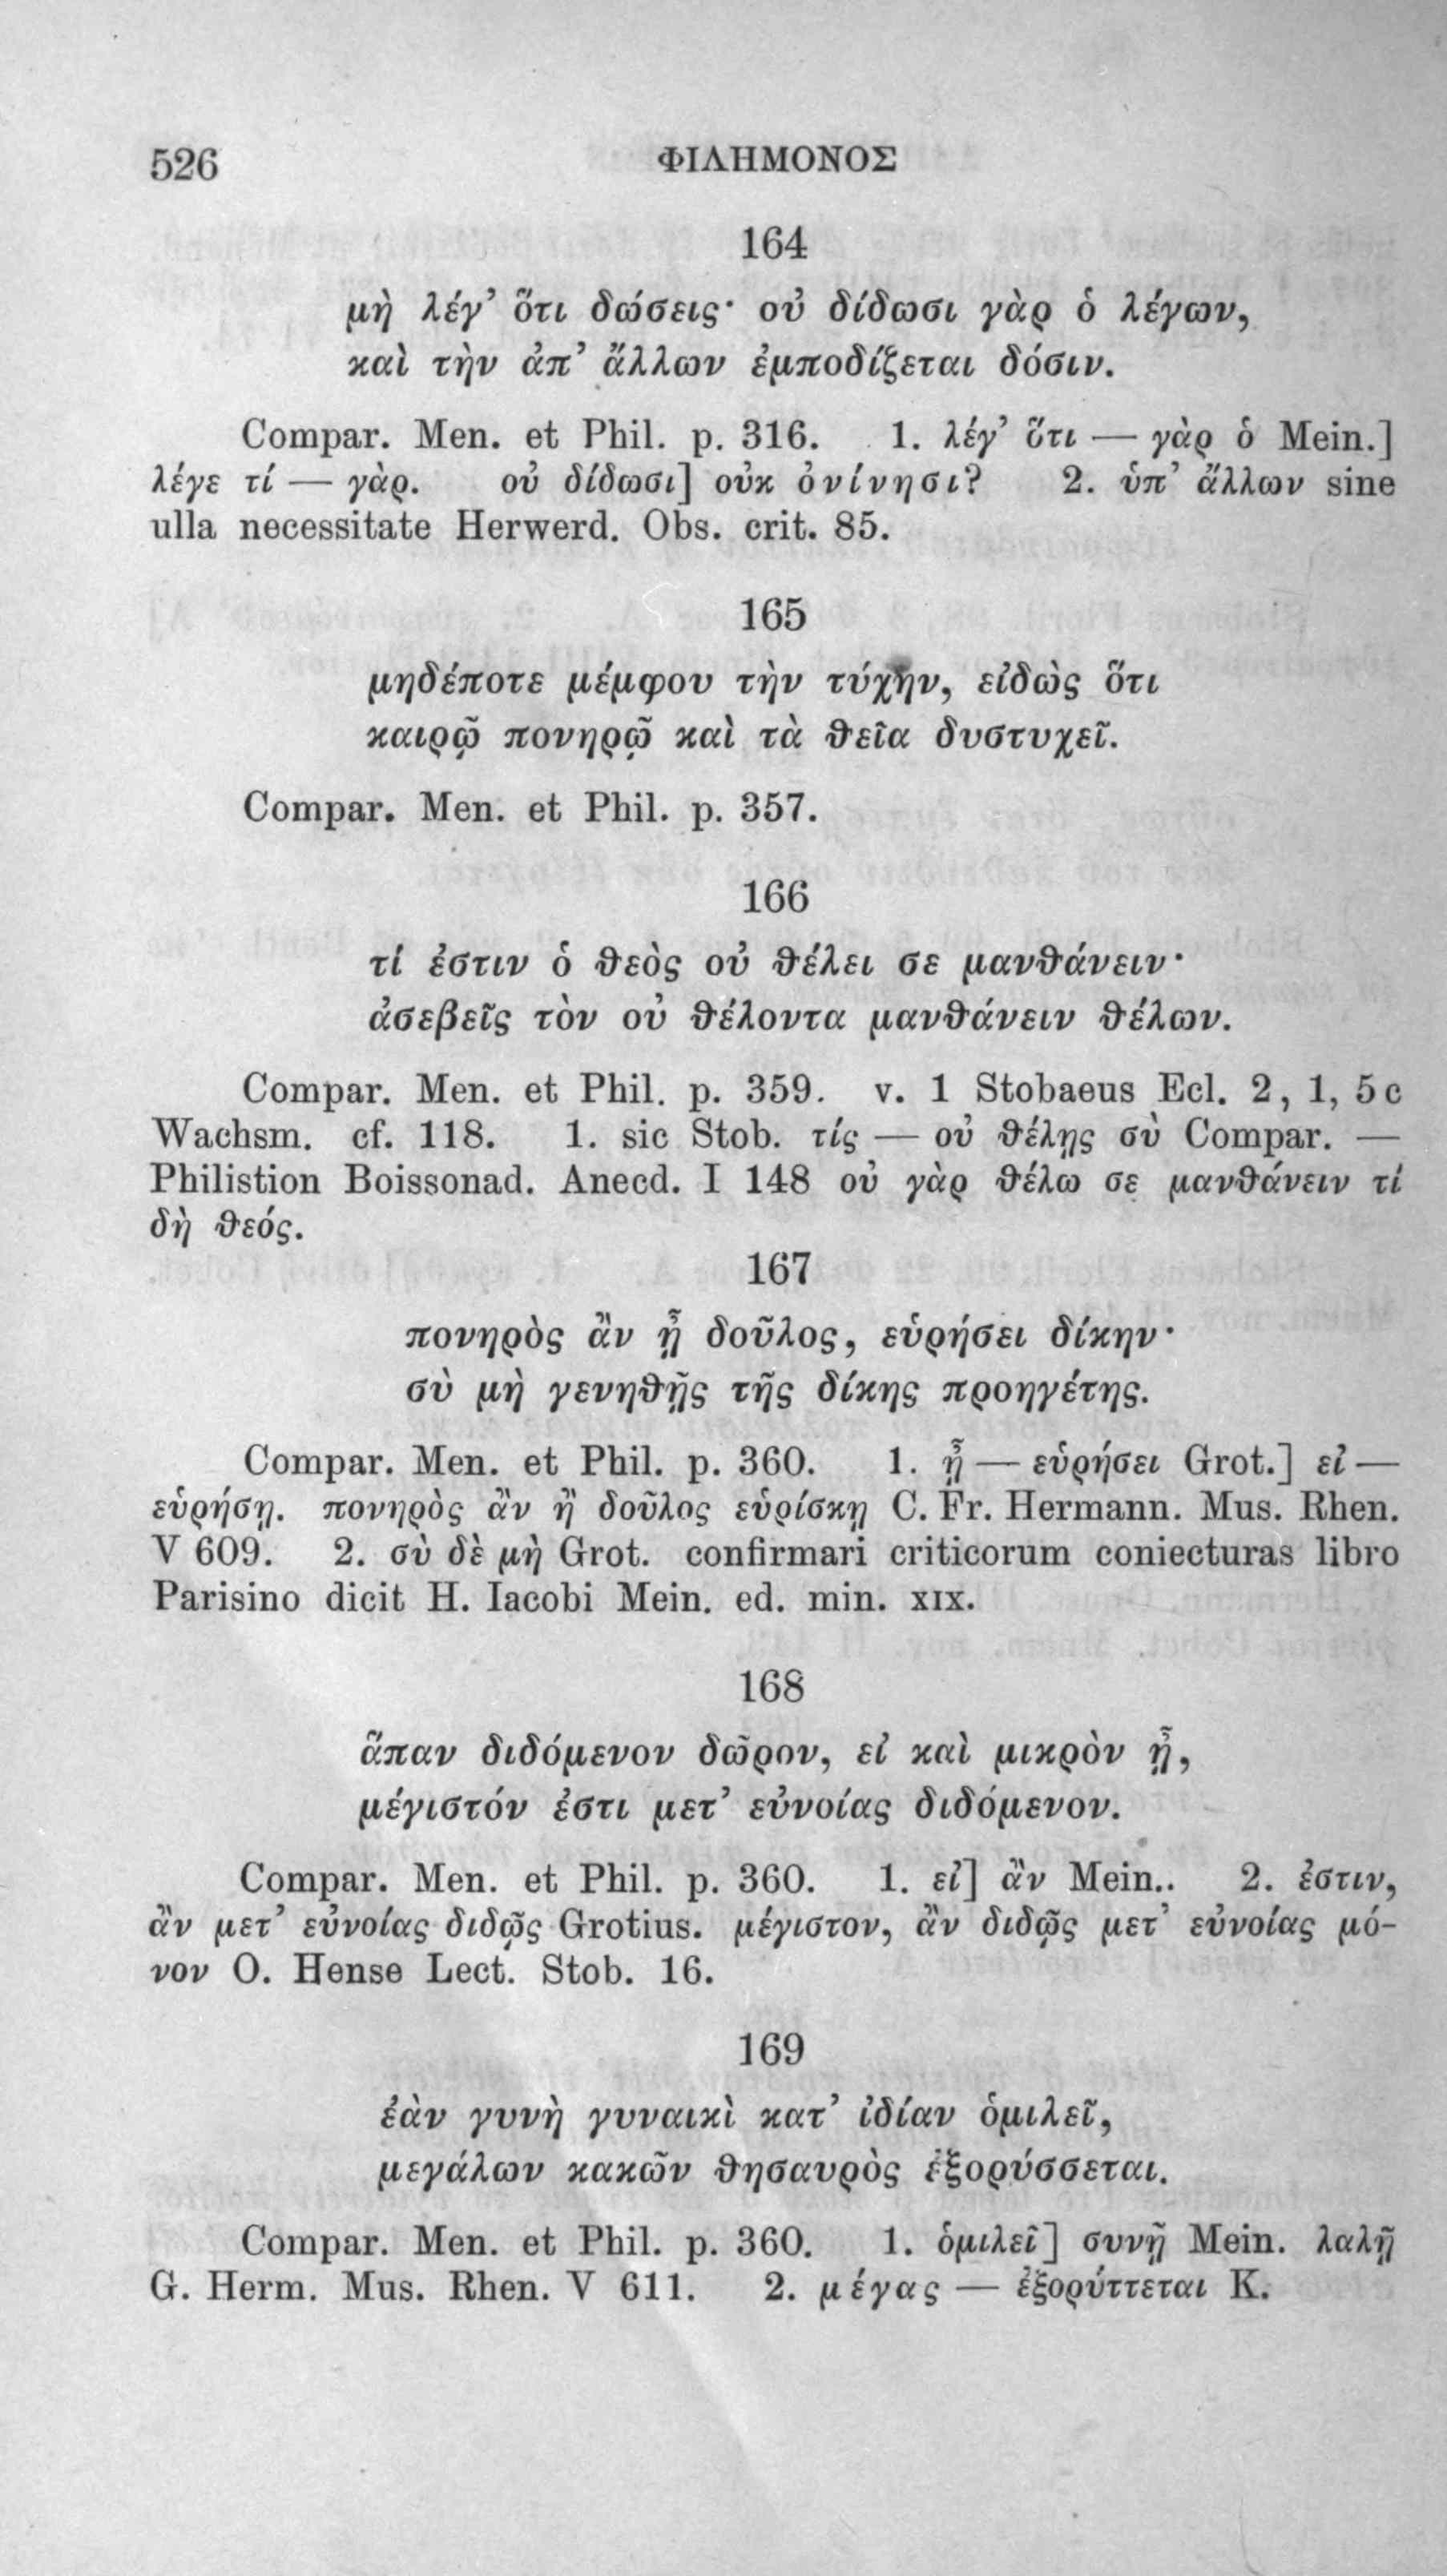 526 ΦΙΛΗΜΟΝΟΣ
164
μὴ λέγ’ ὅτι δώσεις· οὐ δίδωσι γὰρ ὁ λέγων,
καὶ τὴν ἀπ’ ἄλλων ἐμποδίζεται δόσιν.
Compar. Men. et Phil. p. 316. 1. λέγ’ ὅτι — γὰρ ὁ Mein.]
λέγε τί — γὰρ. οὐ δίδωσι] οὐκ ὀνίνησι? 2. ὑπ’ ἄλλων sine
ulla necessitate Herwerd. Obs. crit. 85.
165
μηδέποτε μέμφου τὴν τύχην, εἰδὼς ὅτι
καιρῷ πονηρῷ καὶ τὰ θεῖα δυστυχεῖ.
Compar. Men. et Phil. p. 357.
166
τί ἐστιν ὁ θεὸς οὐ θέλει σε μανθάνειν·
ἀσεβεῖς τὸν οὐ θέλοντα μανθάνειν θέλων.
Compar. Men. et Phil. p. 359. v. 1 Stobaeus Ecl. 2, 1, 5 c
Wachsm. cf. 118. 1. sic Stob. τίς — οὐ θέλῃς σὺ Compar. —
Philistion Boissonad. Anecd. I 148 οὐ γὰρ θέλω σε μανθάνειν τί
δὴ θεός.
167
πονηρὸς ἂν ᾖ δοῦλος, εὑρήσει δίκην·
σὺ μὴ γενηθῇς τῆς δίκης προηγέτης.
Compar. Men. et Phil. p. 360. 1. ᾖ — εὑρήσει Grot.] εἰ —
εὑρήσῃ. πονηρὸς ἂν ἢ δοῦλος εὑρίσκῃ C. Fr. Hermann. Mus. Rhen.
V 609. 2. σὺ δὲ μὴ Grot. confirmari criticorum coniecturas libro
Parisino dicit H. Iacobi Mein. ed. min. XIX.
168
ἅπαν διδόμενον δῶρον, εἰ καὶ μικρὸν ᾖ,
μέγιστόν ἐστι μετ’ εὐνοίας διδόμενον.
Compar. Men. et Phil. p. 360. 1. εἰ] ἂν Mein.. 2. ἐστιν,
ἂν μετ’ εὐνοίας διδῷς Grotius. μέγιστον, ἂν διδῷς μετ’ εὐνοίας μό-
νον O. Hense Lect. Stob. 16.
169
ἐὰν γυνὴ γυναικὶ κατ’ ἰδίαν ὁμιλεῖ,
μεγάλων κακῶν θησαυρὸς ἐξορύσσεται.
Compar. Men. et Phil. p. 360. 1. ὁμιλεῖ] συνῇ Mein. λαλῇ
G. Herm. Mus. Rhen. V 611. 2. μέγας — ἐξορύττεται K.